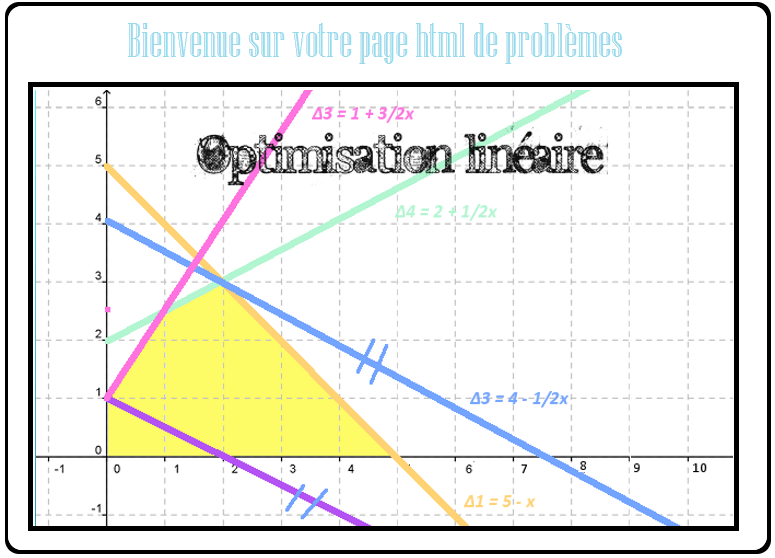 Bienvenue sur votre page html de problèmes
Δ3 = 1 + 3/2x
Optimisation linéaire
Δ4 = 2 + 1/2x
Δ3 = 4 - 1/2x
Δ1 = 5 - x
6
5
4
3
2
1
0
-1
-1 0 1 2 3 4 6 7 8 9 10